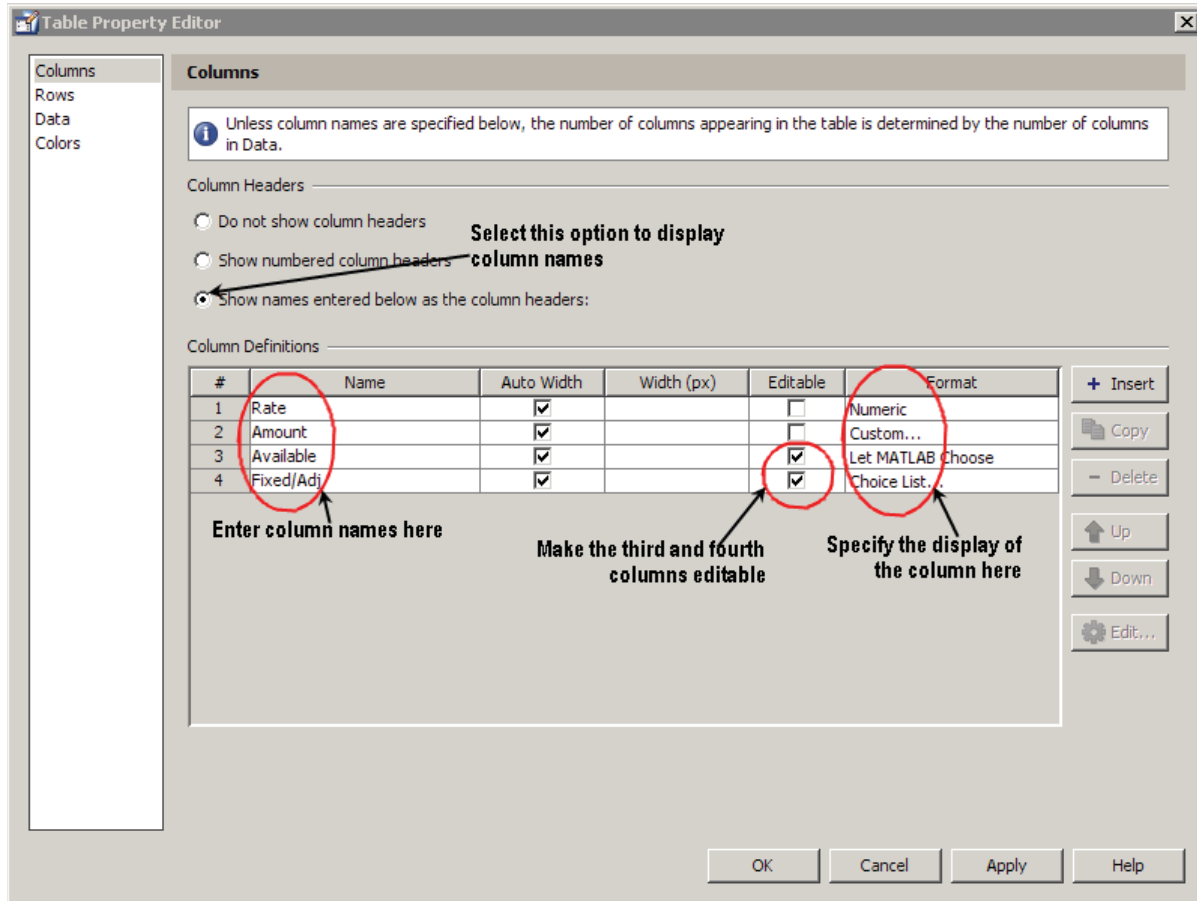 Table Property Editor
Columns
Rows
Data
Colors
Columns
Unless column names are specified below, the number of columns appearing in the table is determined by the number of columns
in Data.
Column Headers
Do not show column headers
Select this option to display
column names
Show numbered column headers
Show names entered below as the column headers:
Column Definitions
# Name Auto Width Width (px) Editable Format
1 Rate Numeric
2 Amount Custom...
3 Available Let MATLAB Choose
4 Fixed/Adj Choice List...
Enter column names here
Make the third and fourth
columns editable
Specify the display of
the column here
+ Insert
Copy
- Delete
Up
Down
Edit...
OK Cancel Apply Help